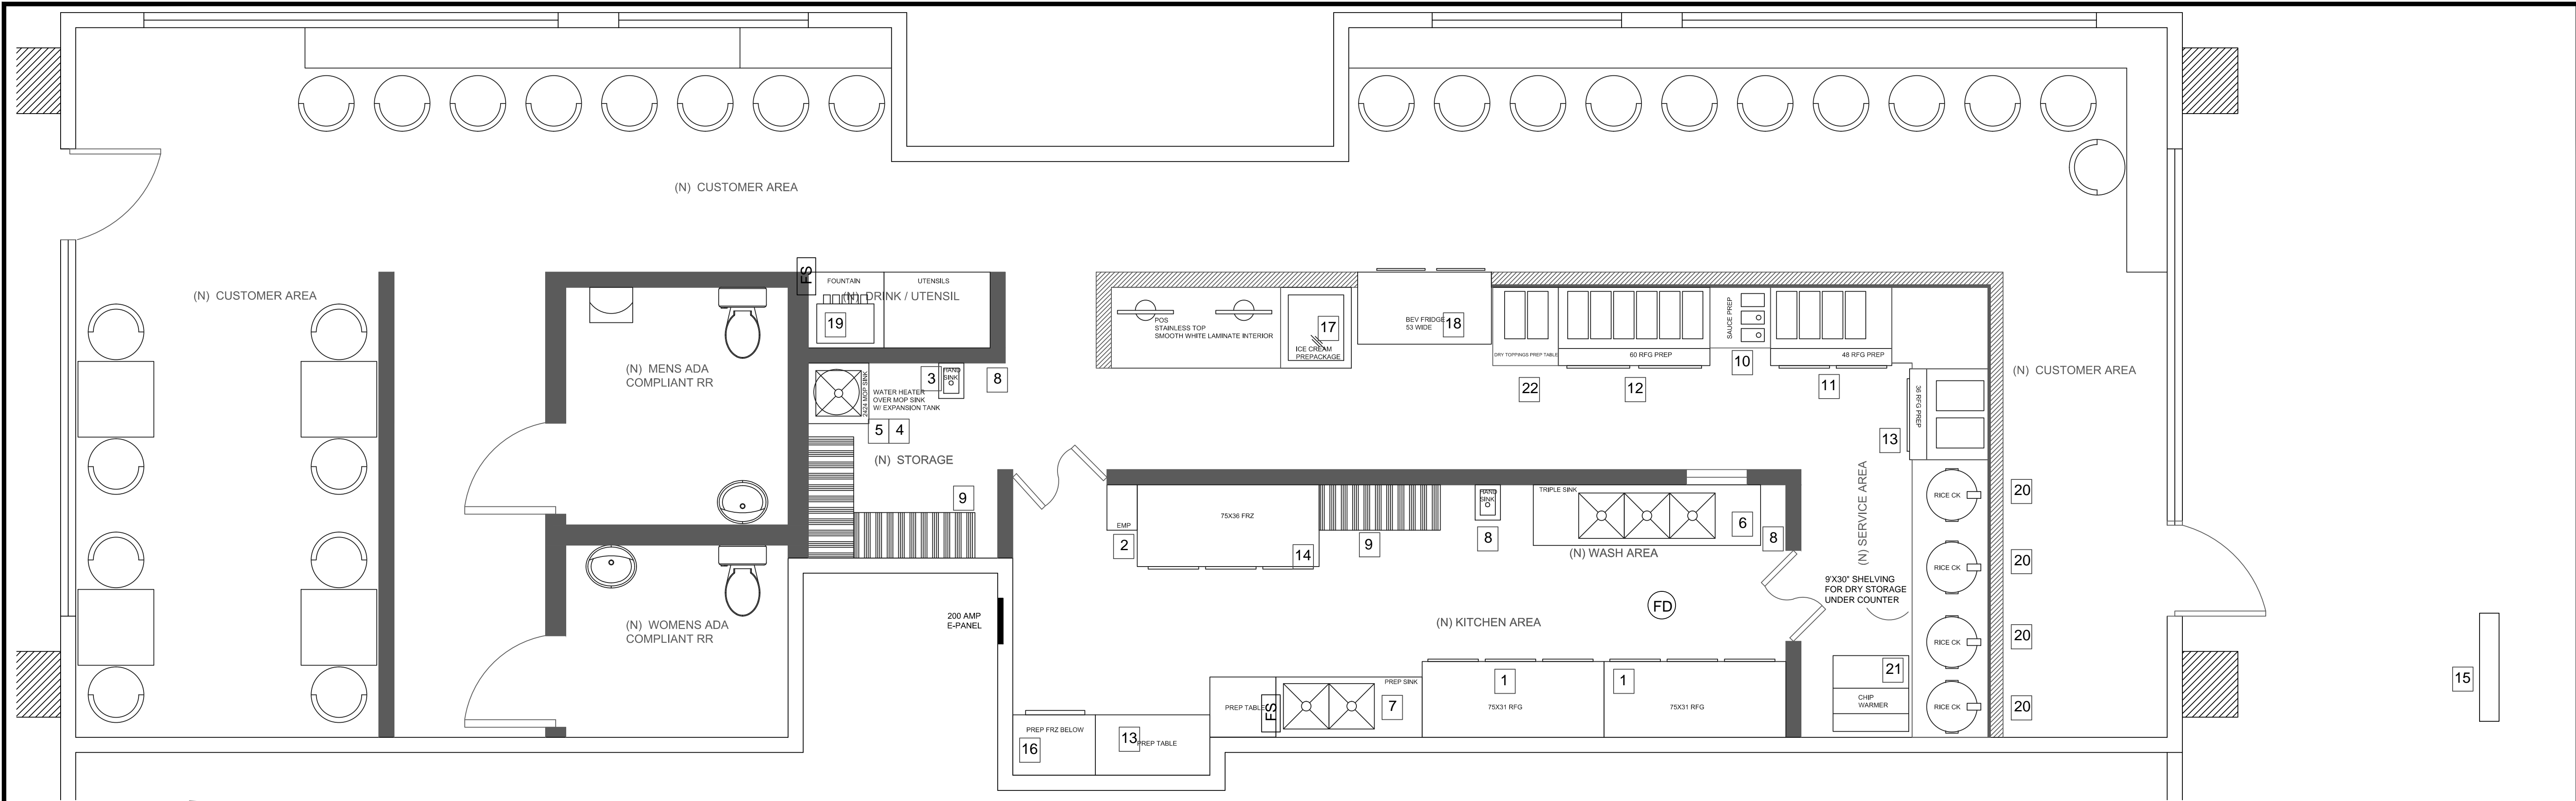 (N) CUSTOMER AREA
(N) CUSTOMER AREA
FS
FOUNTAIN
UTENSILS
(N) DRINK / UTENSIL
19
POS
STAINLESS TOP
SMOOTH WHITE LAMINATE INTERIOR
17
ICE CREAM
PREPACKAGE
BEV FRIDGE
53 WIDE
18
DRY TOPPINGS PREP TABLE
22
60 RFG PREP
12
SAUCE PREP
10
48 RFG PREP
11
(N) CUSTOMER AREA
(N) MENS ADA
COMPLIANT RR
2424 MOP SINK
3
HAND
SINK
8
WATER HEATER
OVER MOP SINK
W/ EXPANSION TANK
5
4
(N) STORAGE
9
36 RFG PREP
13
(N) SERVICE AREA
RICE CK
20
RICE CK
20
RICE CK
20
RICE CK
20
EMP
2
75X36 FRZ
14
9
HAND
SINK
8
TRIPLE SINK
6
8
(N) WASH AREA
9'X30" SHELVING
FOR DRY STORAGE
UNDER COUNTER
FD
200 AMP
E-PANEL
(N) KITCHEN AREA
(N) WOMENS ADA
COMPLIANT RR
PREP TABLE
FS
PREP SINK
7
1
75X31 RFG
1
75X31 RFG
21
CHIP
WARMER
15
PREP FRZ BELOW
16
13
PREP TABLE